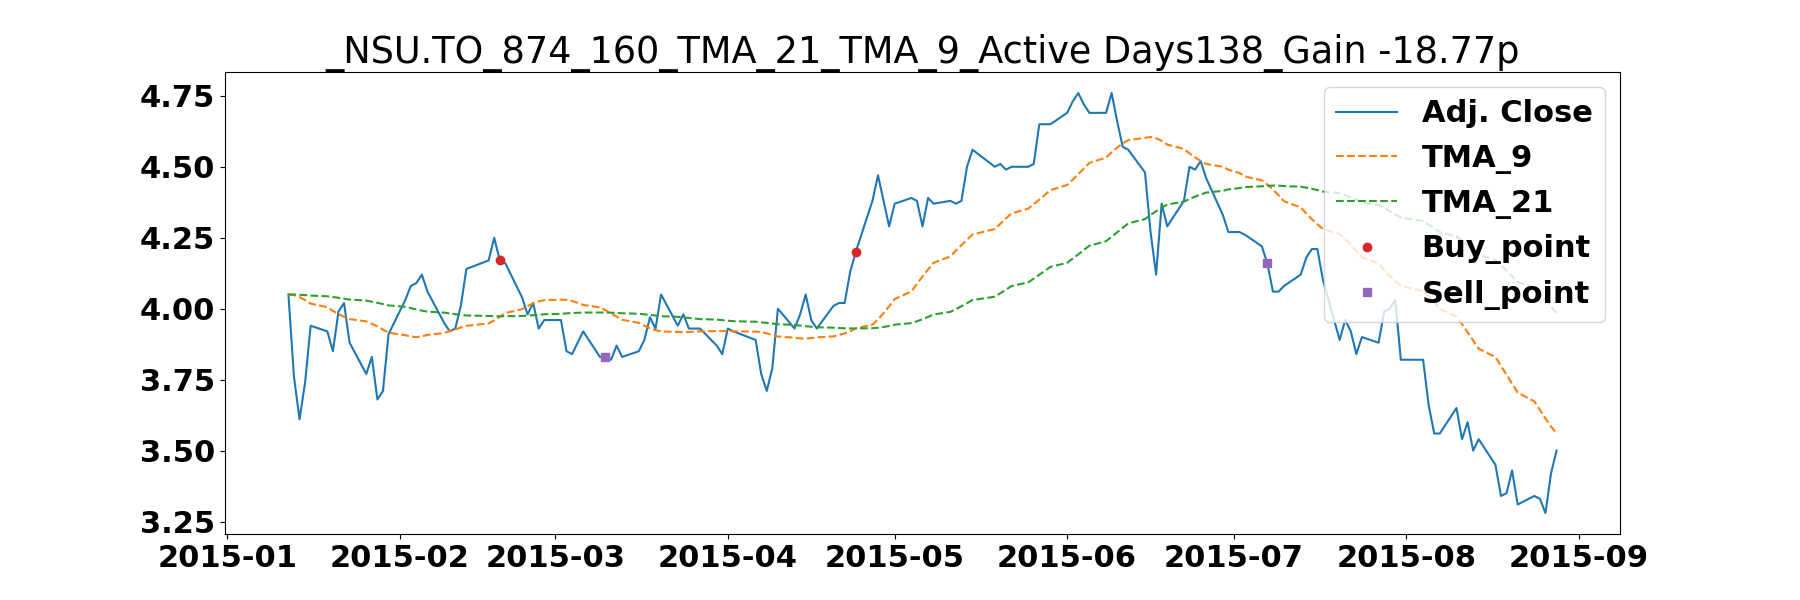 _NSU.TO_874_160_TMA_21_TMA_9_Active Days138_Gain -18.77p
4.75
4.50
4.25
4.00
3.75
3.50
3.25
Adj. Close
TMA_9
TMA_21
Buy_point
Sell_point
2015-01 2015-02 2015-03 2015-04 2015-05 2015-06 2015-07 2015-08 2015-09